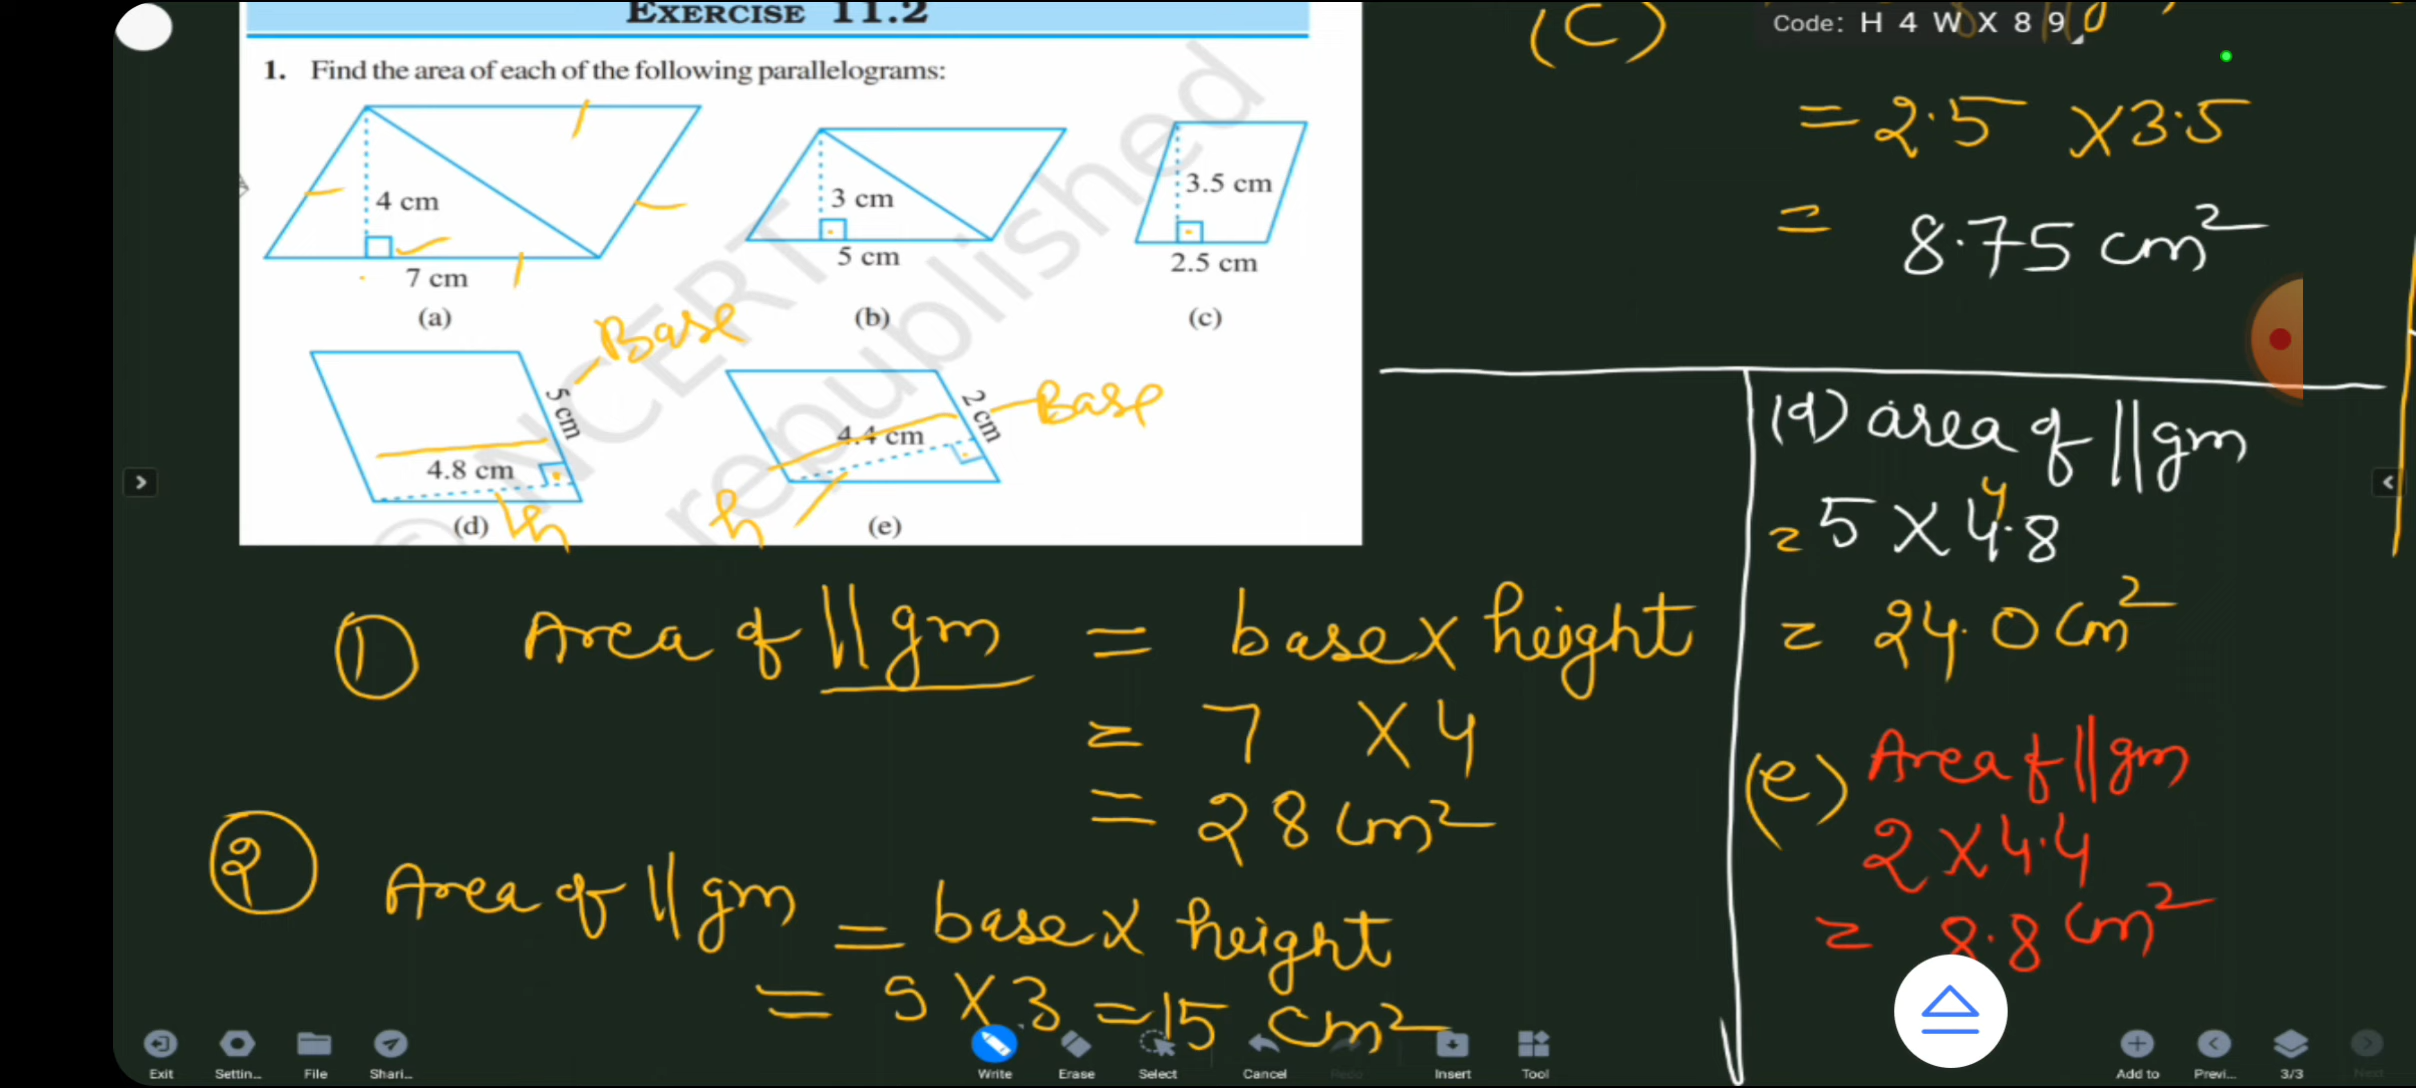 EXERCISE 11.2
1. Find the area of each of the following parallelograms:
4 cm
7 cm
(a)
3 cm
5 cm
(b)
3.5 cm
2.5 cm
(c)
5 cm
Base
4.8 cm
h
(d)
2 cm
Base
4.4 cm
h
(e)
© NCERT
republished
① Area of ||gm = base x height
= 7 X 4
= 28 cm²
② Area of ||gm = base X height
= 5 X 3 = 15 cm²
(C)
Code: H 4 W X 8 9
= 2.5 X 3.5
= 8.75 cm²
(d) area of ||gm
= 5 X 4.8
4
= 24.0 cm²
(e) Area of ||gm
2 X 4.4
= 8.8 cm²
Exit
Settin...
File
Shari...
Write
Erase
Select
Cancel
Redo
Insert
Tool
Add to
Previ...
3/3
Next